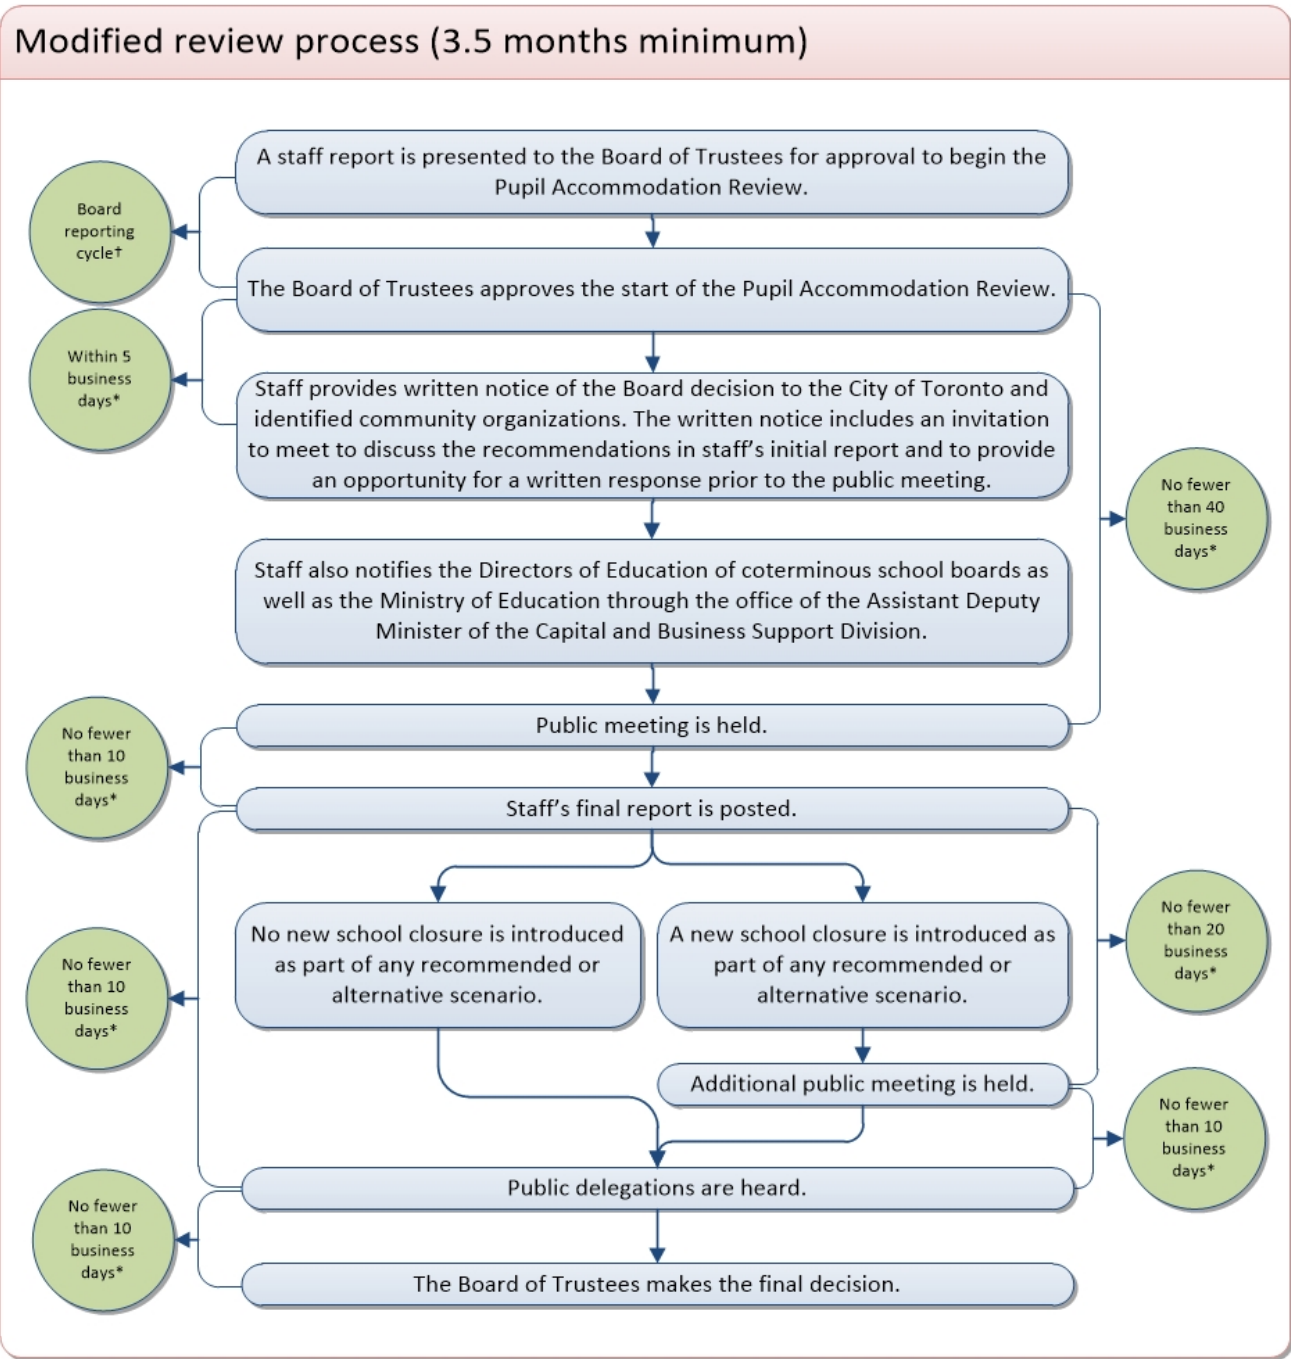 Modified review process (3.5 months minimum)
A staff report is presented to the Board of Trustees for approval to begin the
Pupil Accommodation Review.
Board
reporting
cycle†
The Board of Trustees approves the start of the Pupil Accommodation Review.
Within 5
business
days*
Staff provides written notice of the Board decision to the City of Toronto and
identified community organizations. The written notice includes an invitation
to meet to discuss the recommendations in staff’s initial report and to provide
an opportunity for a written response prior to the public meeting.
No fewer
than 40
business
days*
Staff also notifies the Directors of Education of coterminous school boards as
well as the Ministry of Education through the office of the Assistant Deputy
Minister of the Capital and Business Support Division.
Public meeting is held.
No fewer
than 10
business
days*
Staff’s final report is posted.
No new school closure is introduced
as part of any recommended or
alternative scenario.
A new school closure is introduced as
part of any recommended or
alternative scenario.
No fewer
than 20
business
days*
No fewer
than 10
business
days*
Additional public meeting is held.
No fewer
than 10
business
days*
Public delegations are heard.
No fewer
than 10
business
days*
The Board of Trustees makes the final decision.